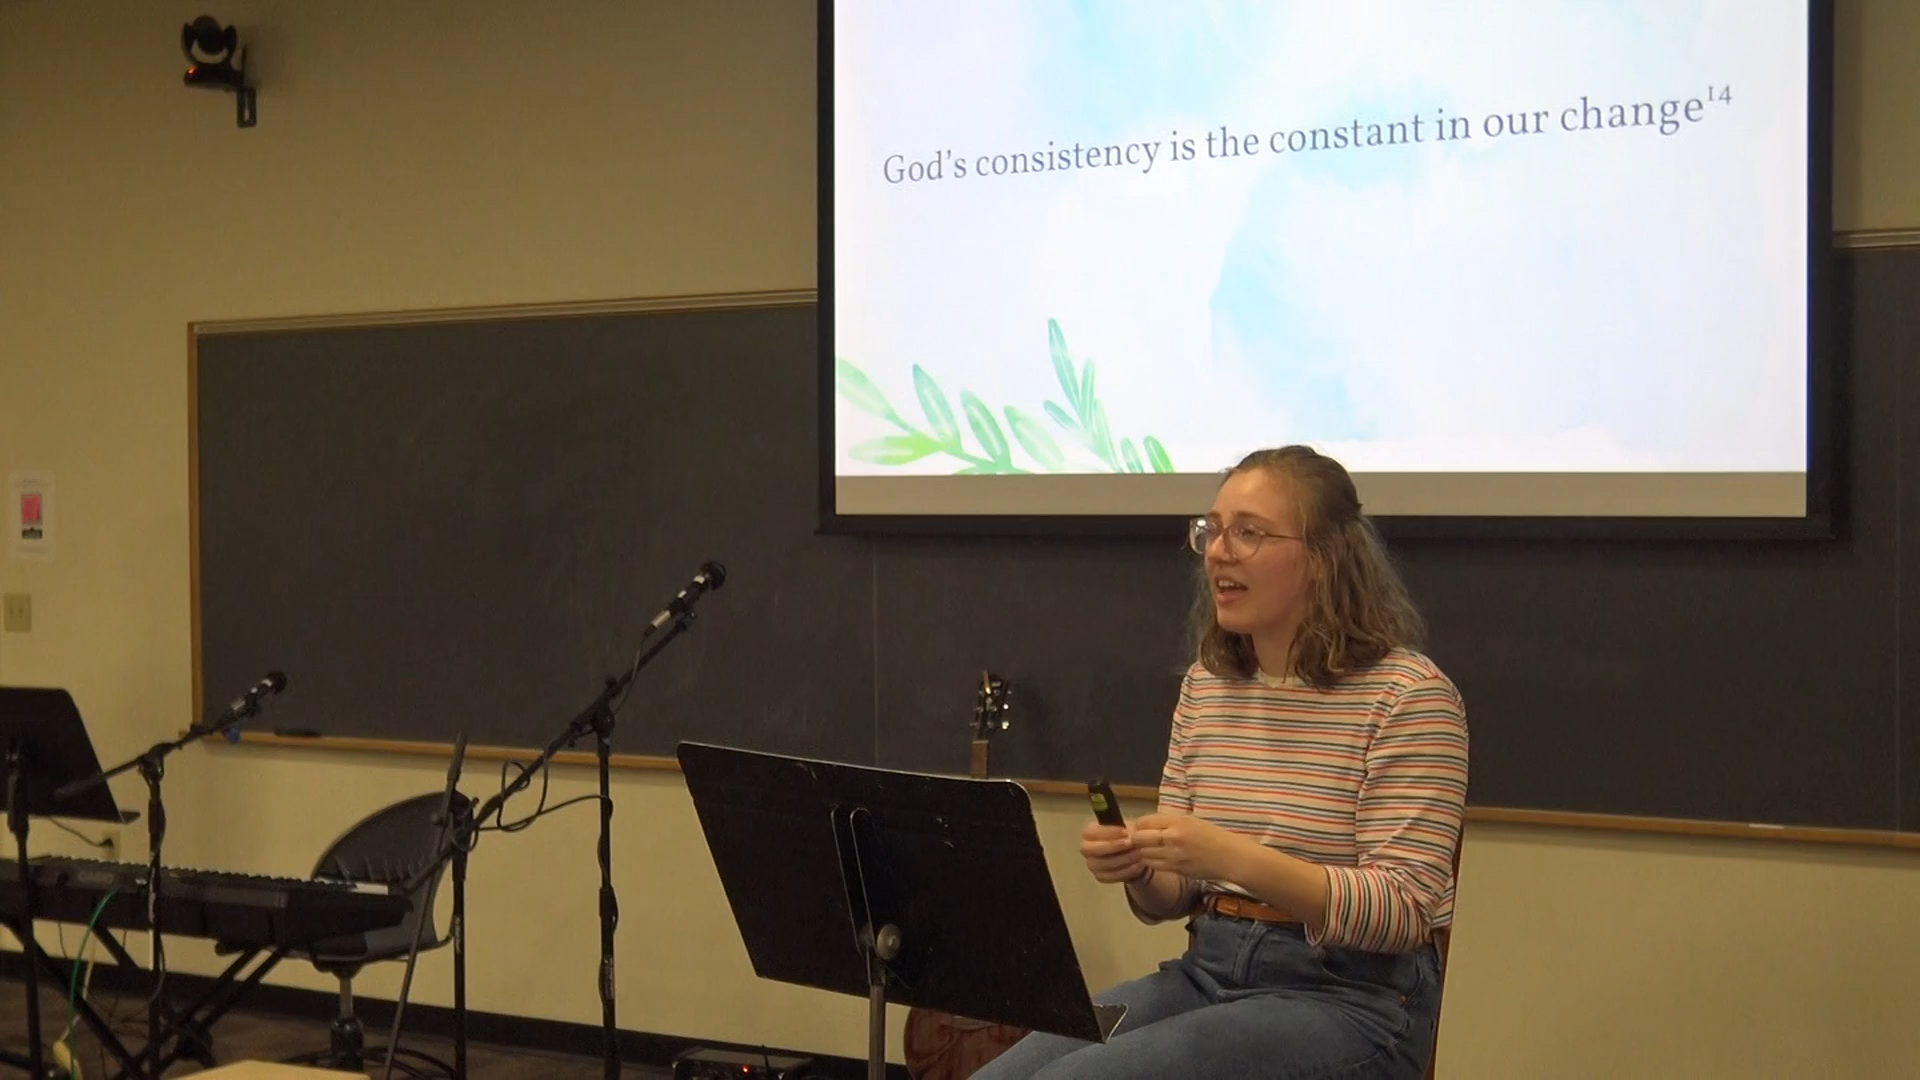 God’s consistency is the constant in our change¹⁴